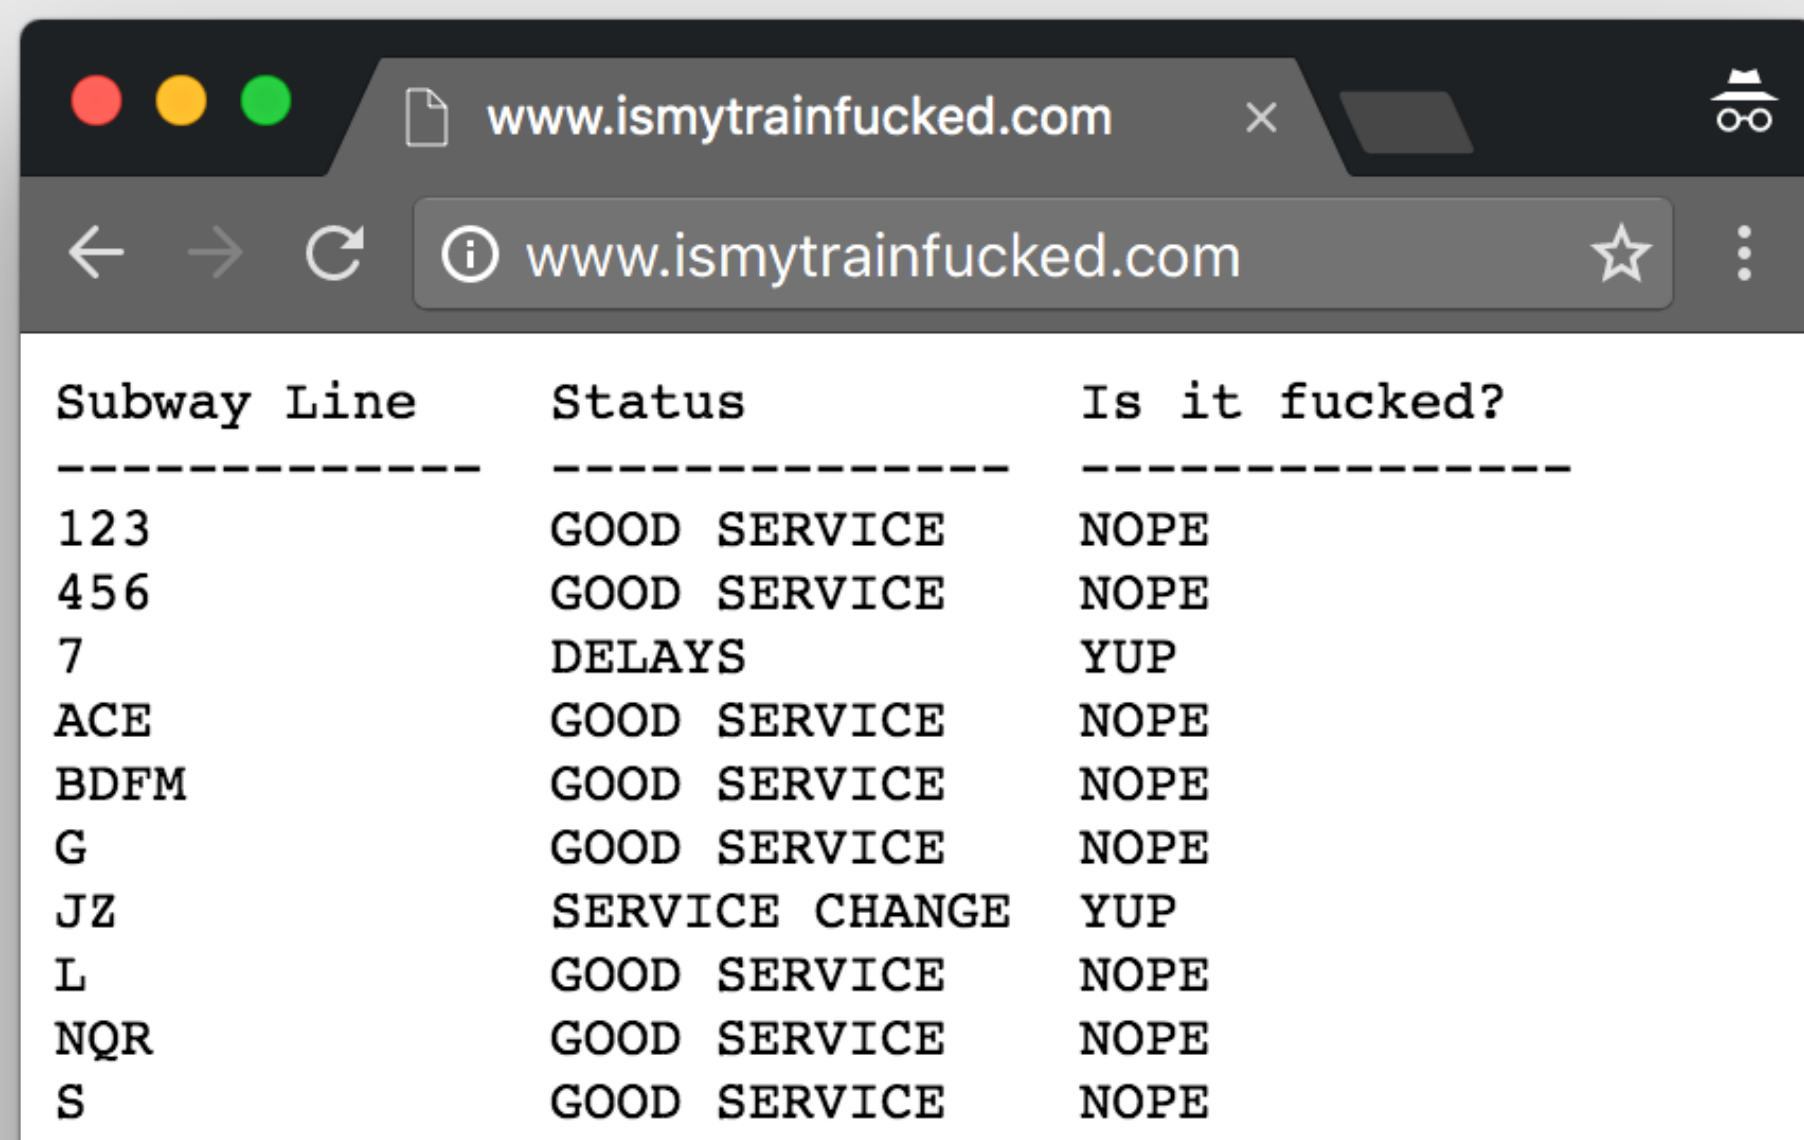 www.ismytrainfucked.com
www.ismytrainfucked.com
Subway Line Status Is it fucked?
------------- -------------- ---------------
123 GOOD SERVICE NOPE
456 GOOD SERVICE NOPE
7 DELAYS YUP
ACE GOOD SERVICE NOPE
BDFM GOOD SERVICE NOPE
G GOOD SERVICE NOPE
JZ SERVICE CHANGE YUP
L GOOD SERVICE NOPE
NQR GOOD SERVICE NOPE
S GOOD SERVICE NOPE